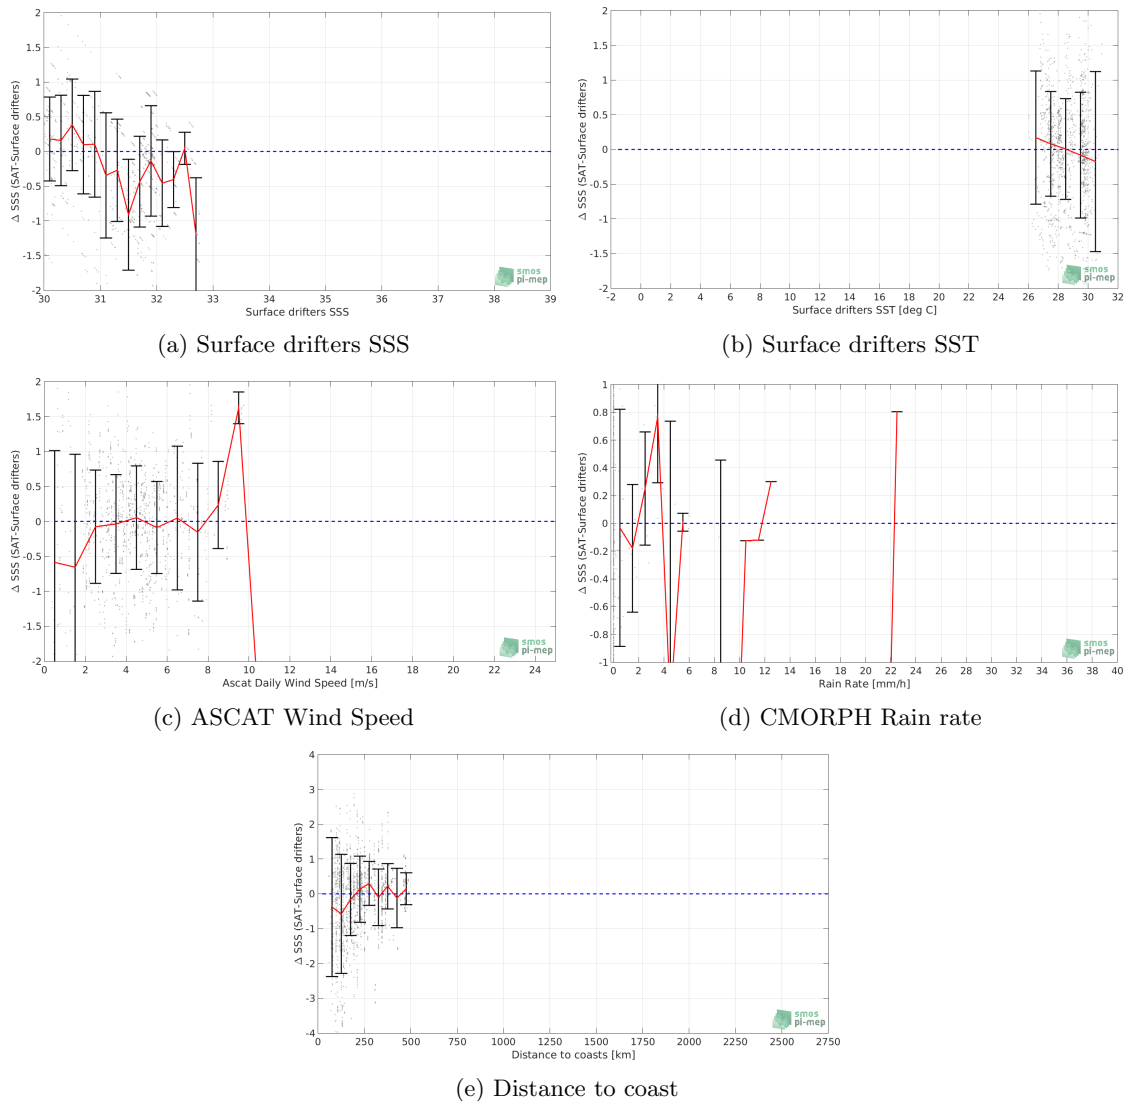 2
1.5
1
0.5
0
-0.5
-1
-1.5
-2
Δ SSS (SAT-Surface drifters)
30 31 32 33 34 35 36 37 38 39
Surface drifters SSS
smos
pi-mep
(a) Surface drifters SSS
2
1.5
1
0.5
0
-0.5
-1
-1.5
-2
Δ SSS (SAT-Surface drifters)
-2 0 2 4 6 8 10 12 14 16 18 20 22 24 26 28 30 32
Surface drifters SST [deg C]
smos
pi-mep
(b) Surface drifters SST
2
1.5
1
0.5
0
-0.5
-1
-1.5
-2
Δ SSS (SAT-Surface drifters)
0 2 4 6 8 10 12 14 16 18 20 22 24
Ascat Daily Wind Speed [m/s]
smos
pi-mep
(c) ASCAT Wind Speed
1
0.8
0.6
0.4
0.2
0
-0.2
-0.4
-0.6
-0.8
-1
Δ SSS (SAT-Surface drifters)
0 2 4 6 8 10 12 14 16 18 20 22 24 26 28 30 32 34 36 38 40
Rain Rate [mm/h]
smos
pi-mep
(d) CMORPH Rain rate
4
3
2
1
0
-1
-2
-3
-4
Δ SSS (SAT-Surface drifters)
0 250 500 750 1000 1250 1500 1750 2000 2250 2500 2750
Distance to coasts [km]
smos
pi-mep
(e) Distance to coast